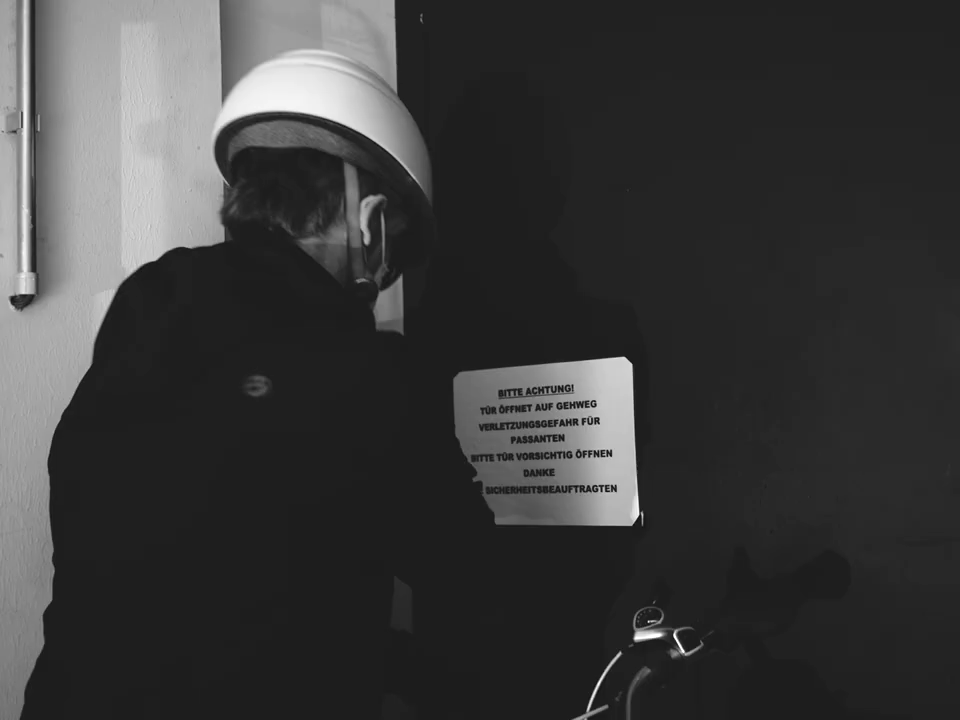 BITTE ACHTUNG!
TÜR ÖFFNET AUF GEHWEG
VERLETZUNGSGEFAHR FÜR
PASSANTEN
BITTE TÜR VORSICHTIG ÖFFNEN
DANKE
SICHERHEITSBEAUFTRAGTEN